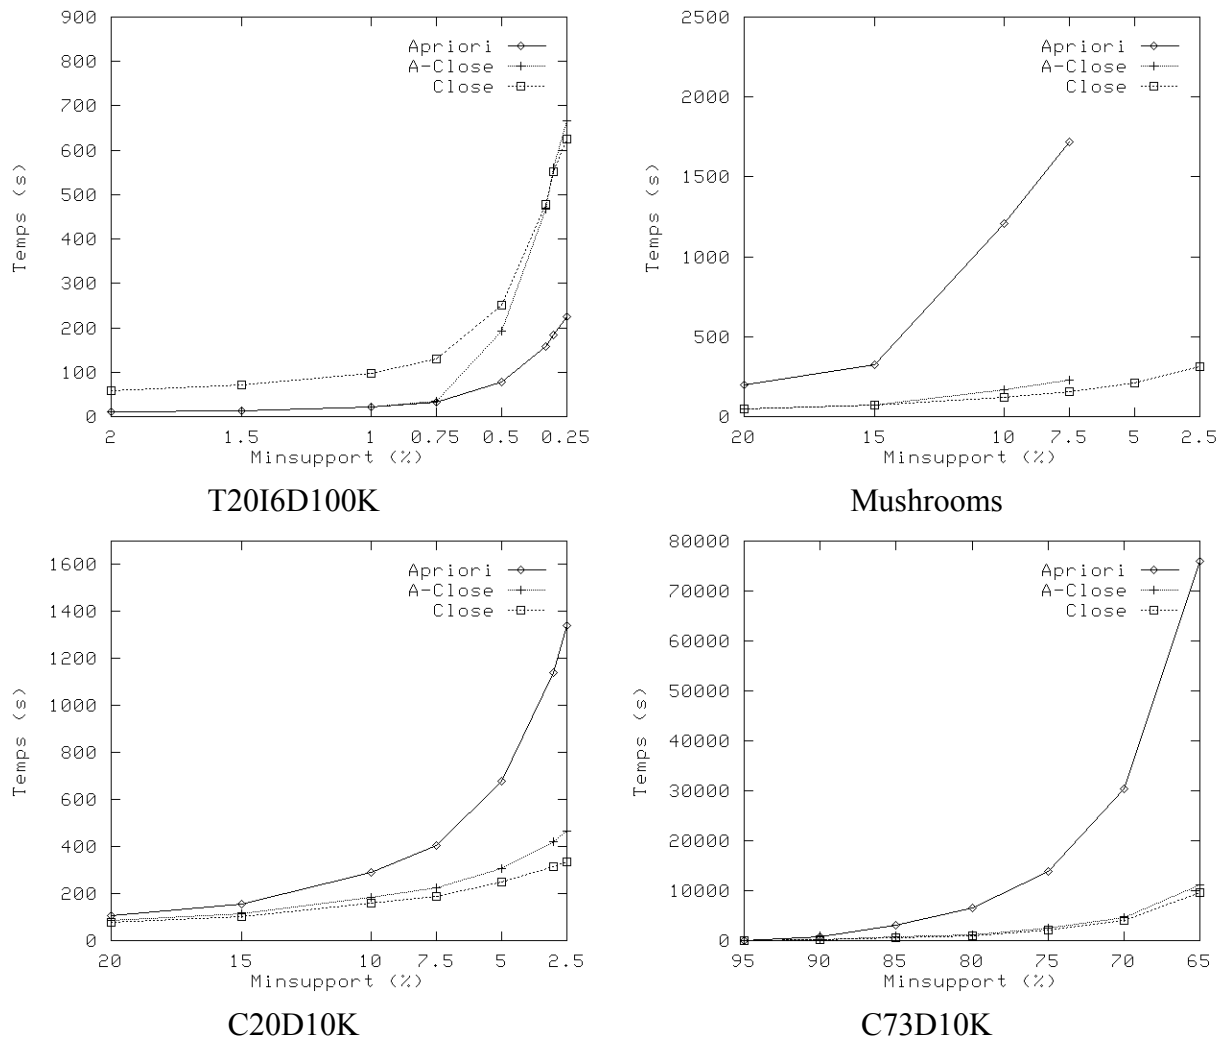 900
800
700
600
500
400
300
200
100
0
Temps (s)
Apriori
A-Close
Close
2 1.5 1 0.75 0.5 0.25
Minsupport (%)
T20I6D100K
2500
2000
1500
1000
500
0
Temps (s)
Apriori
A-Close
Close
20 15 10 7.5 5 2.5
Minsupport (%)
Mushrooms
1600
1400
1200
1000
800
600
400
200
0
Temps (s)
Apriori
A-Close
Close
20 15 10 7.5 5 2.5
Minsupport (%)
C20D10K
80000
70000
60000
50000
40000
30000
20000
10000
0
Temps (s)
Apriori
A-Close
Close
95 90 85 80 75 70 65
Minsupport (%)
C73D10K